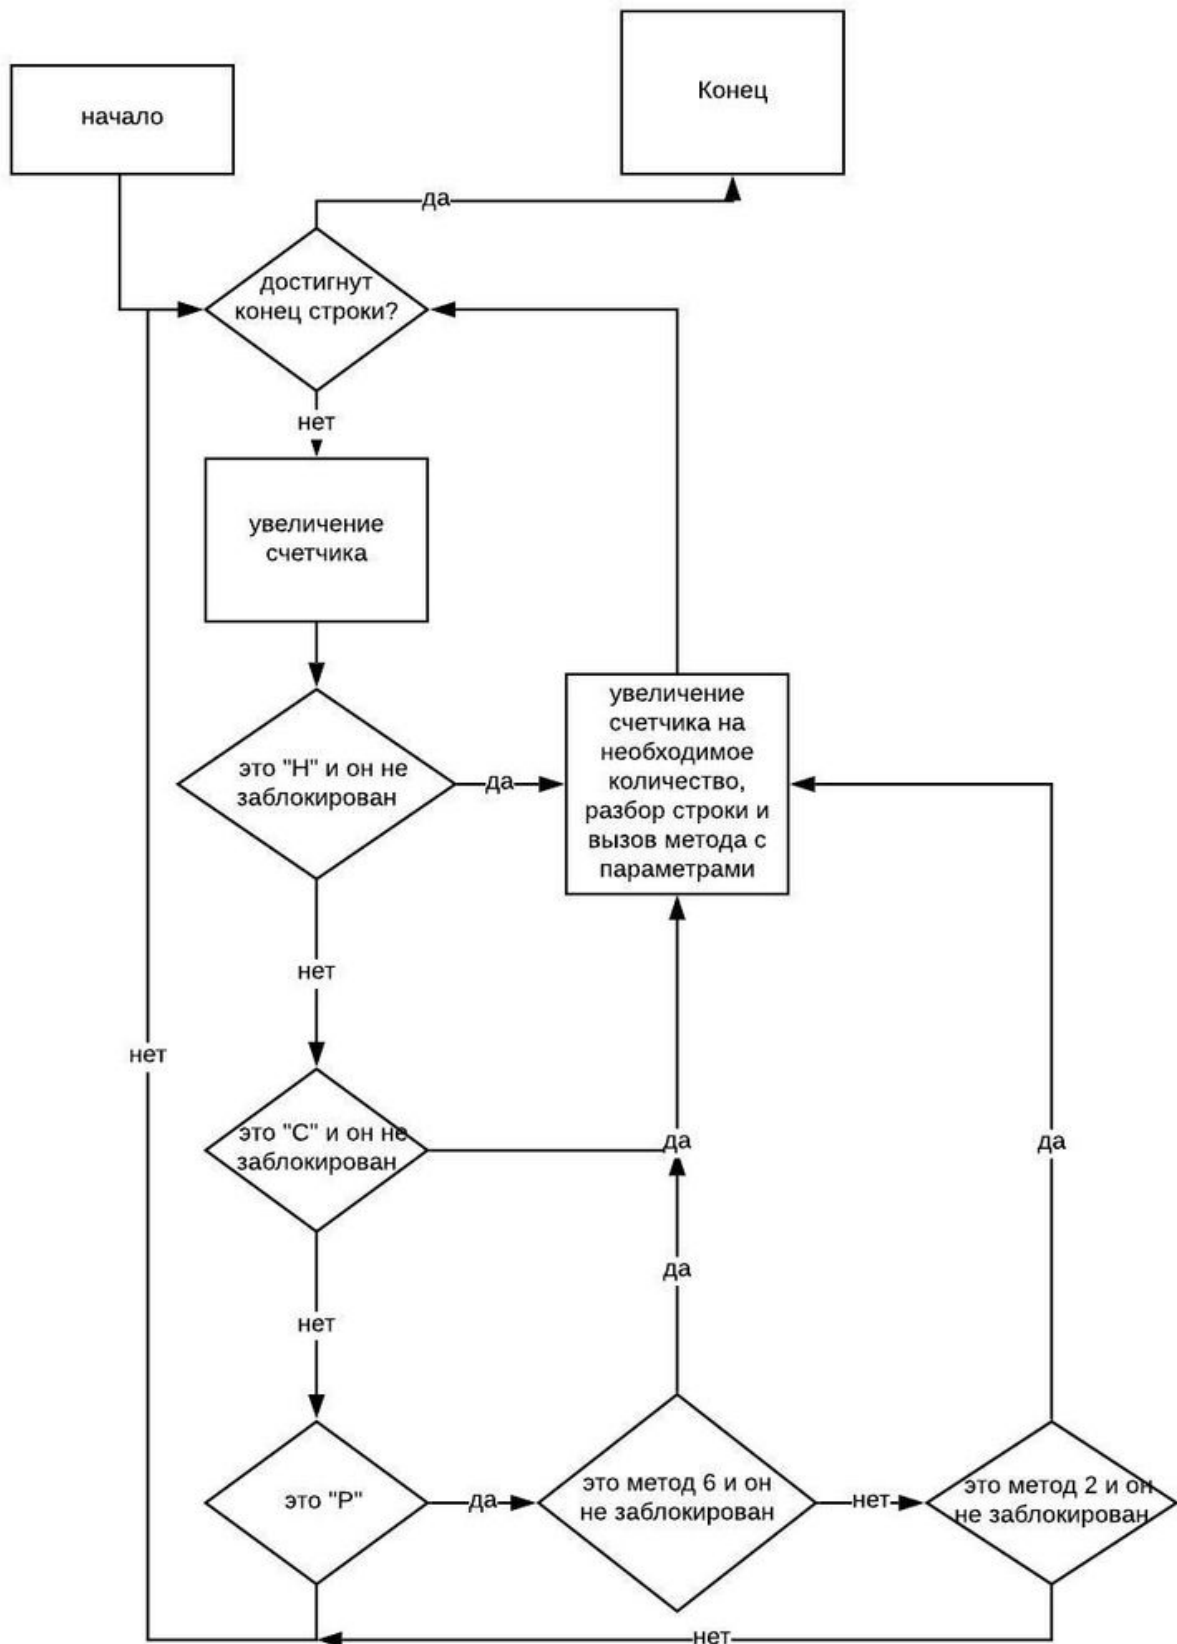 Конец
начало
да
достигнут
конец строки?
нет
увеличение
счетчика
увеличение
счетчика на
необходимое
количество,
разбор строки и
вызов метода с
параметрами
это "Н" и он не
заблокирован
да
нет
нет
это "С" и он не
заблокирован
да
да
да
нет
это "Р"
да
это метод 6 и он
не заблокирован
нет
это метод 2 и он
не заблокирован
нет